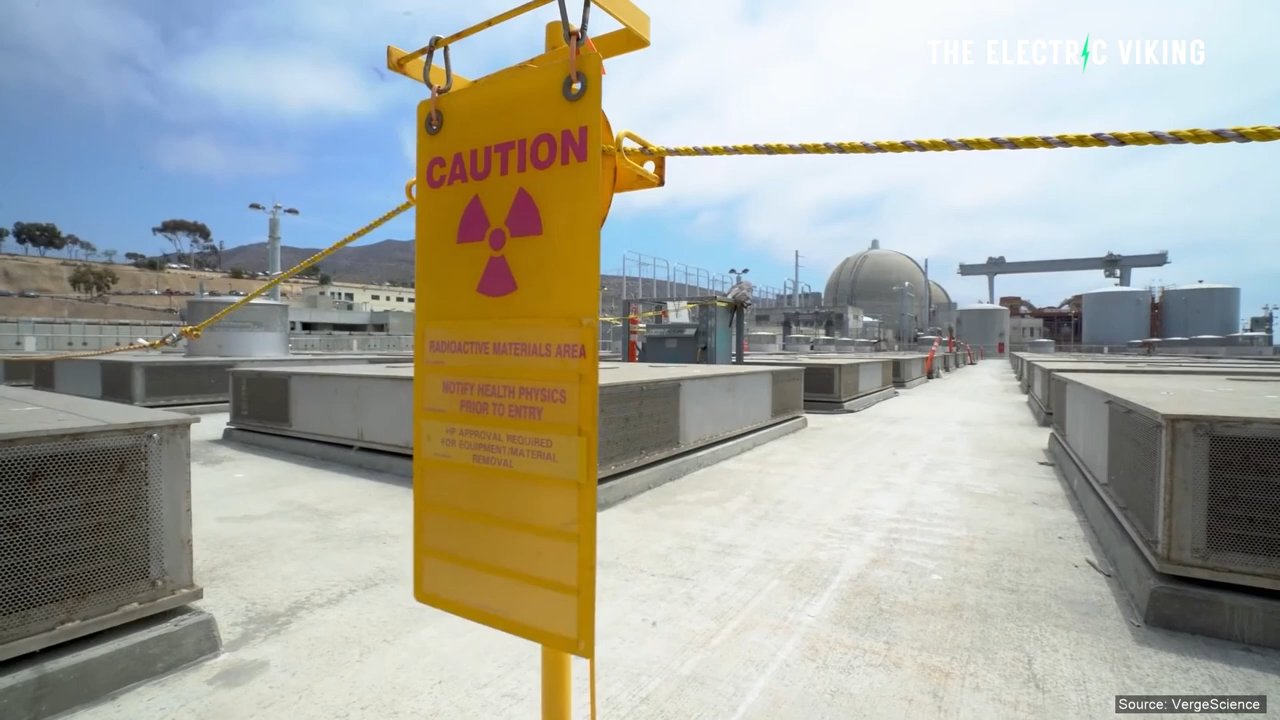 THE ELECTRIC VIKING
CAUTION
RADIOACTIVE MATERIALS AREA
NOTIFY HEALTH PHYSICS
PRIOR TO ENTRY
HP APPROVAL REQUIRED
FOR EQUIPMENT/MATERIAL
REMOVAL
Source: VergeScience